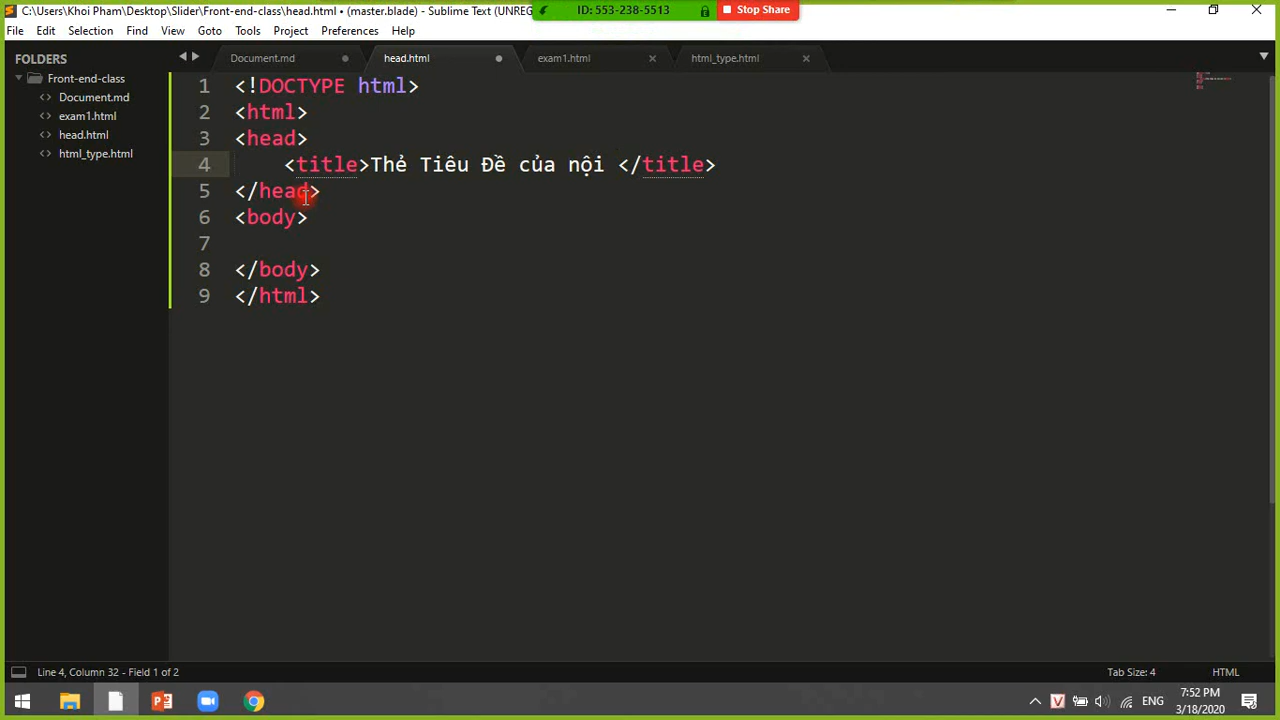 C:\Users\Khoi Pham\Desktop\Slider\Front-end-class\head.html • (master.blade) - Sublime Text (UNREG
ID: 553-238-5513
Stop Share
File Edit Selection Find View Goto Tools Project Preferences Help
FOLDERS
Front-end-class
Document.md
exam1.html
head.html
html_type.html
Document.md
head.html
exam1.html
html_type.html
1 <!DOCTYPE html>
2 <html>
3 <head>
4 <title>Thẻ Tiêu Đề của nội </title>
5 </head>
6 <body>
7
8 </body>
9 </html>
Line 4, Column 32 - Field 1 of 2
Tab Size: 4
HTML
ENG
7:52 PM
3/18/2020